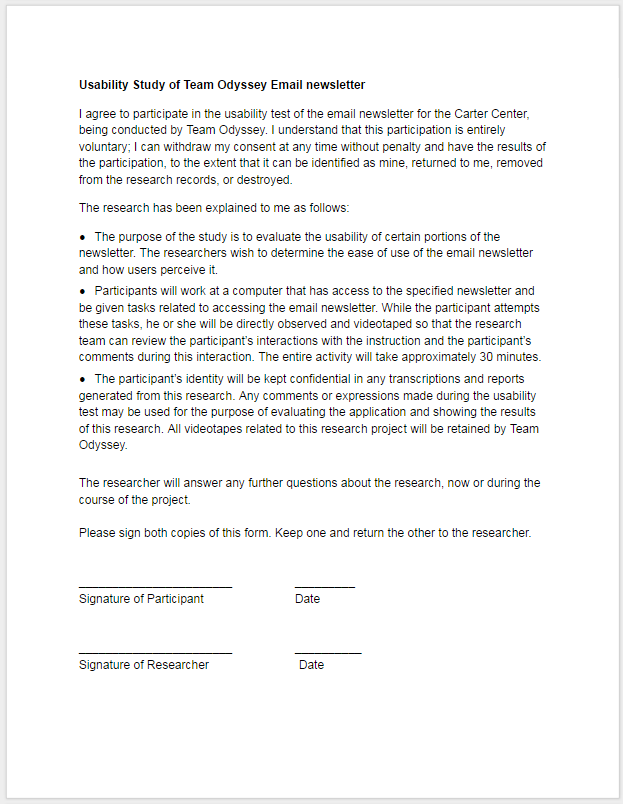 Usability Study of Team Odyssey Email newsletter
I agree to participate in the usability test of the email newsletter for the Carter Center,
being conducted by Team Odyssey. I understand that this participation is entirely
voluntary; I can withdraw my consent at any time without penalty and have the results of
the participation, to the extent that it can be identified as mine, returned to me, removed
from the research records, or destroyed.
The research has been explained to me as follows:
● The purpose of the study is to evaluate the usability of certain portions of the
newsletter. The researchers wish to determine the ease of use of the email newsletter
and how users perceive it.
● Participants will work at a computer that has access to the specified newsletter and
be given tasks related to accessing the email newsletter. While the participant attempts
these tasks, he or she will be directly observed and videotaped so that the research
team can review the participant's interactions with the instruction and the participant's
comments during this interaction. The entire activity will take approximately 30 minutes.
● The participant's identity will be kept confidential in any transcriptions and reports
generated from this research. Any comments or expressions made during the usability
test may be used for the purpose of evaluating the application and showing the results
of this research. All videotapes related to this research project will be retained by Team
Odyssey.
The researcher will answer any further questions about the research, now or during the
course of the project.
Please sign both copies of this form. Keep one and return the other to the researcher.
_______________________ _________
Signature of Participant Date
_______________________ __________
Signature of Researcher Date